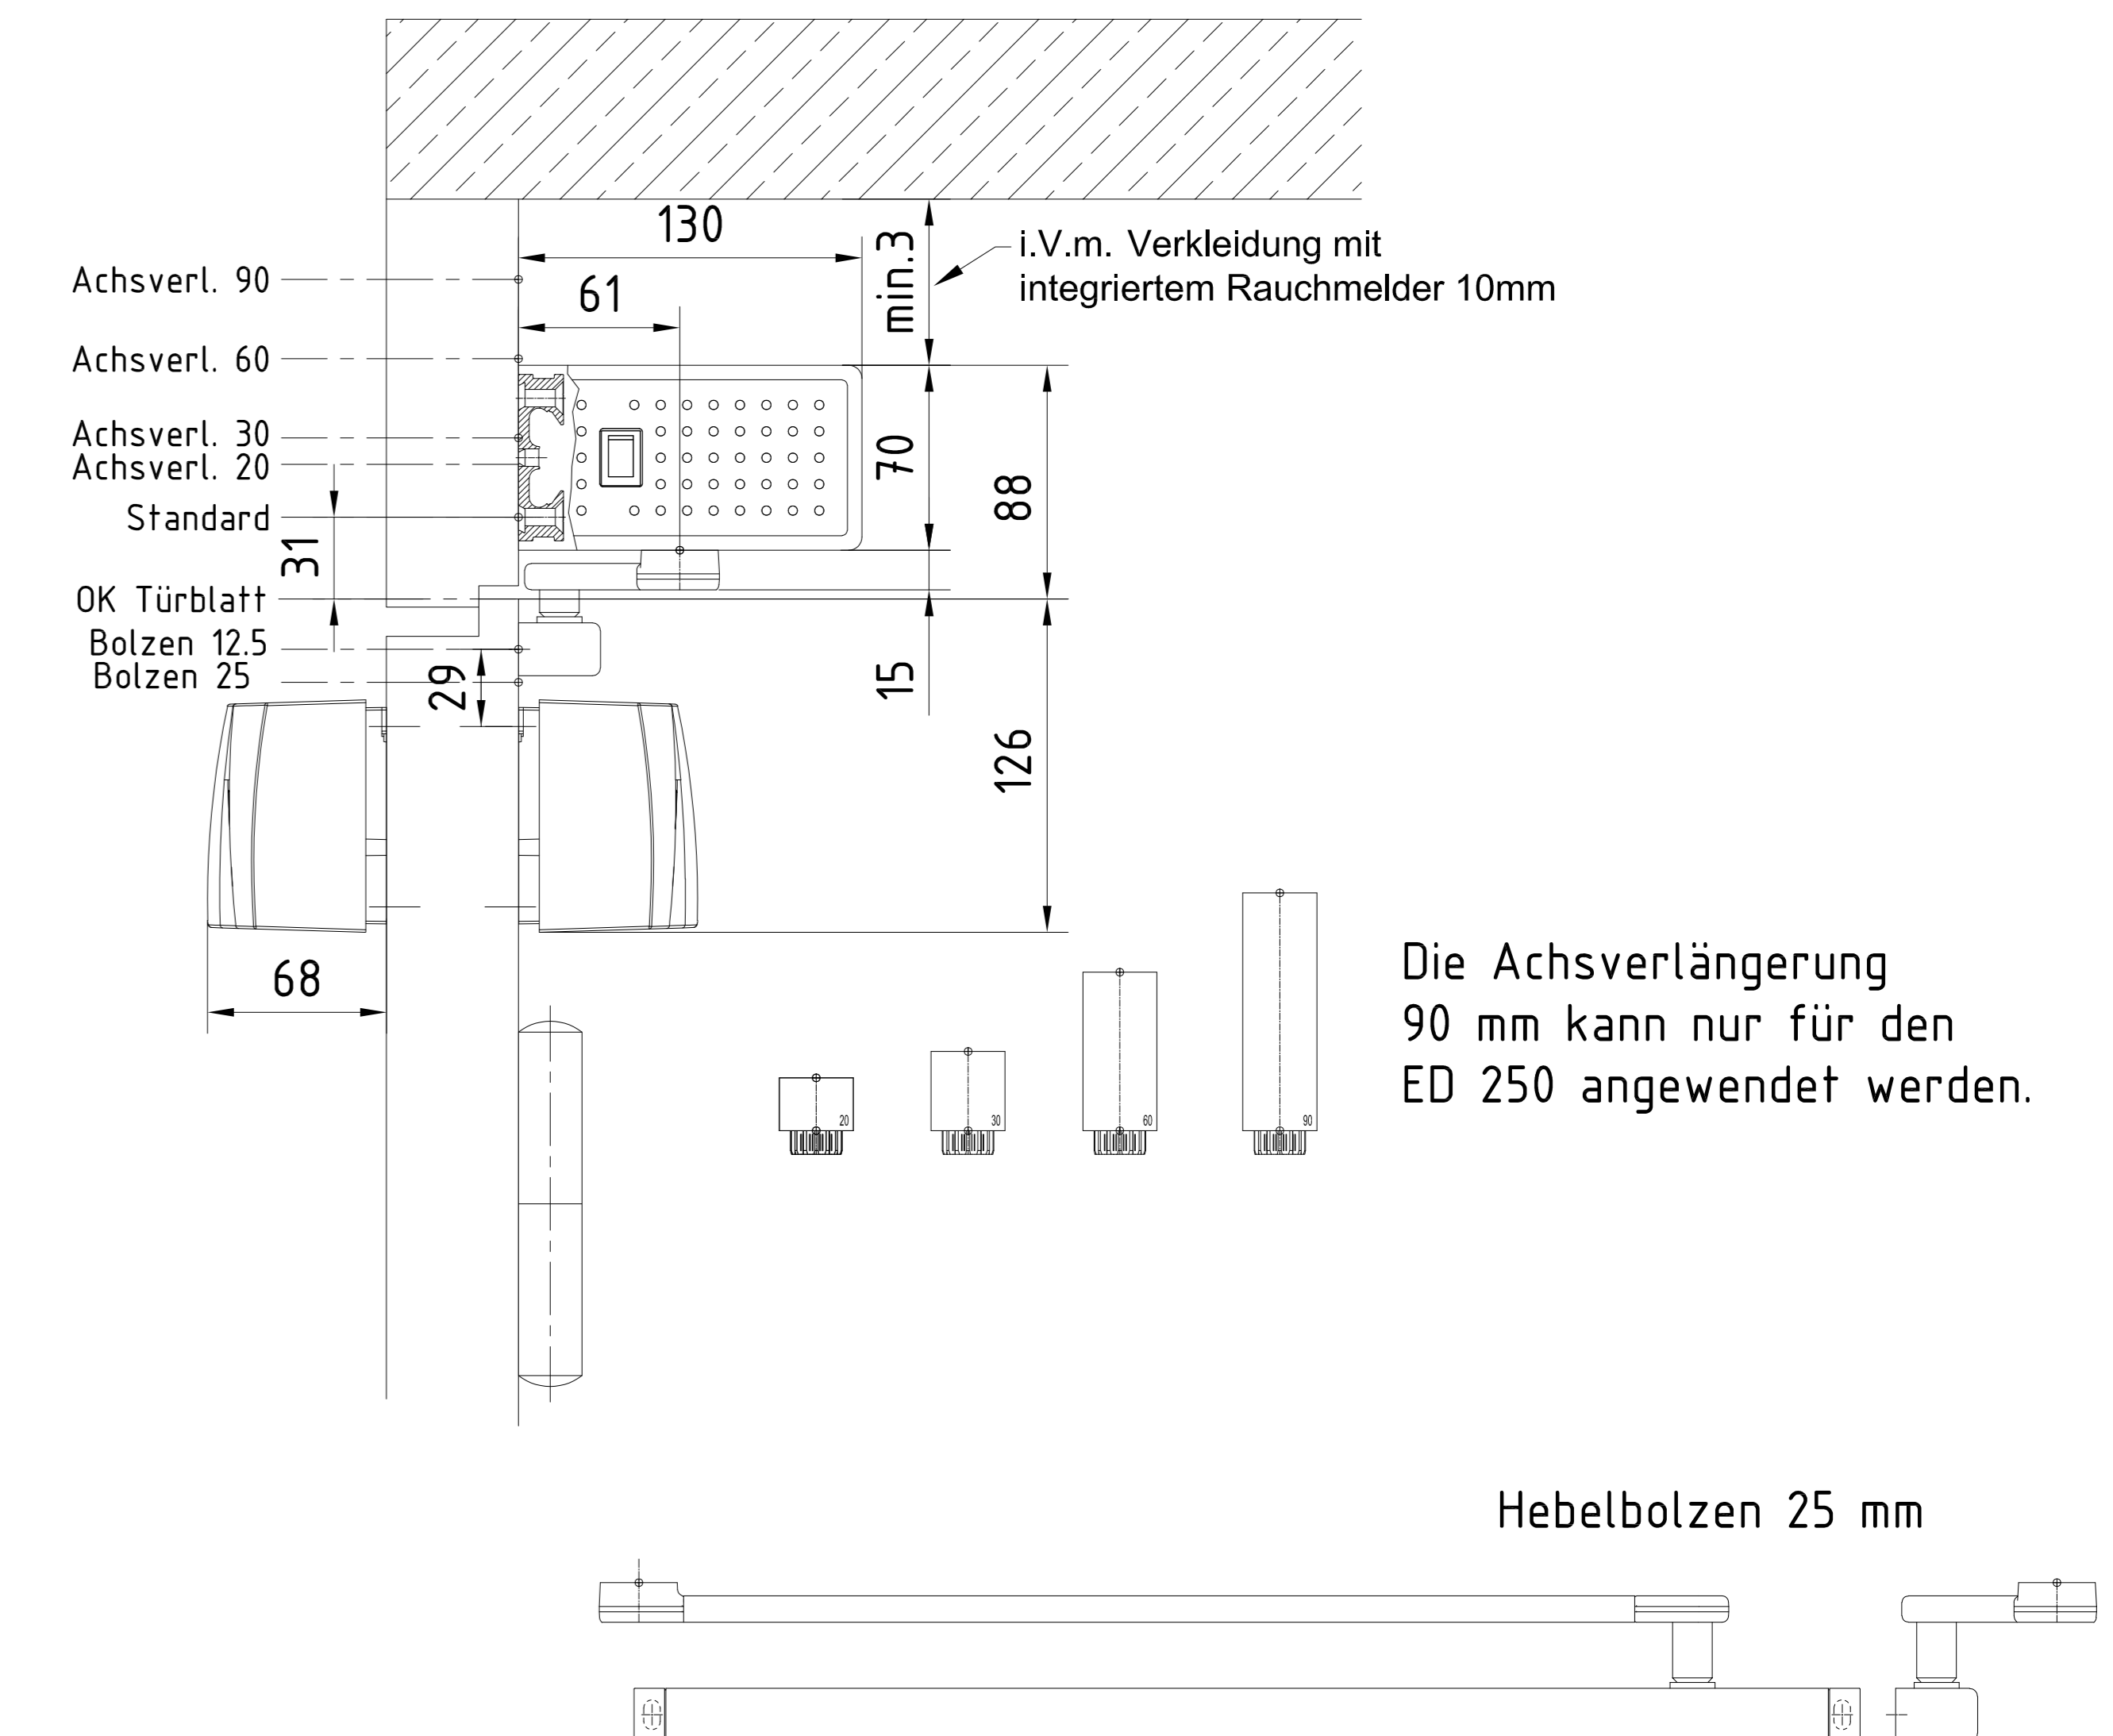 130
min.3
i.V.m. Verkleidung mit
integriertem Rauchmelder 10mm
Achsverl. 90
61
Achsverl. 60
Achsverl. 30
Achsverl. 20
70
88
Standard
31
OK Türblatt
Bolzen 12.5
Bolzen 25
29
15
126
68
Die Achsverlängerung
90 mm kann nur für den
ED 250 angewendet werden.
20
30
60
90
Hebelbolzen 25 mm